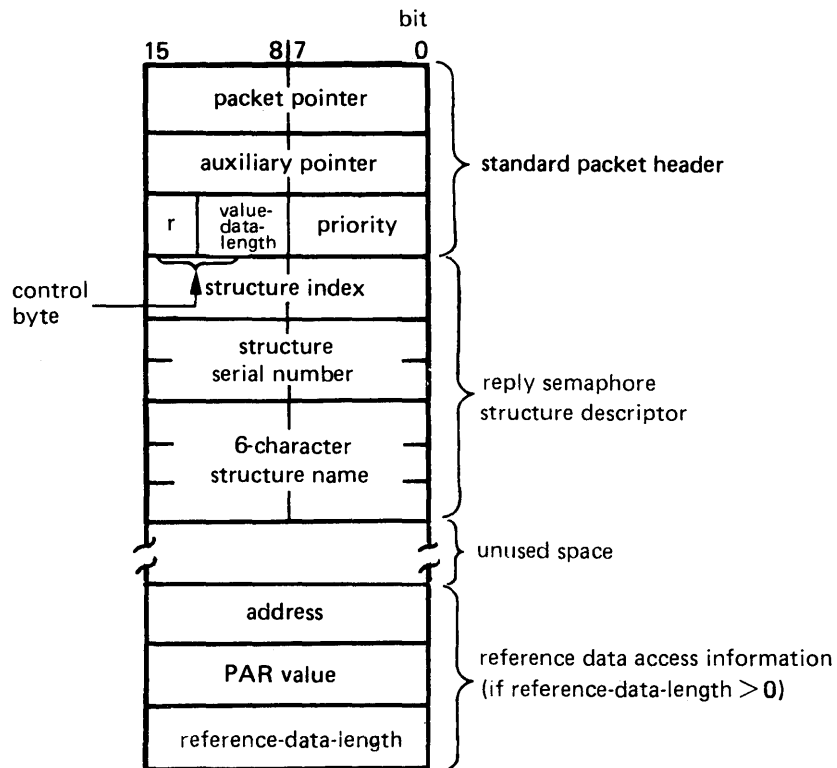 bit
15 8 7 0
packet pointer
auxiliary pointer
standard packet header
r
value-
data-
length
priority
control
byte
structure index
structure
serial number
reply semaphore
structure descriptor
6-character
structure name
unused space
address
PAR value
reference data access information
(if reference-data-length > 0)
reference-data-length